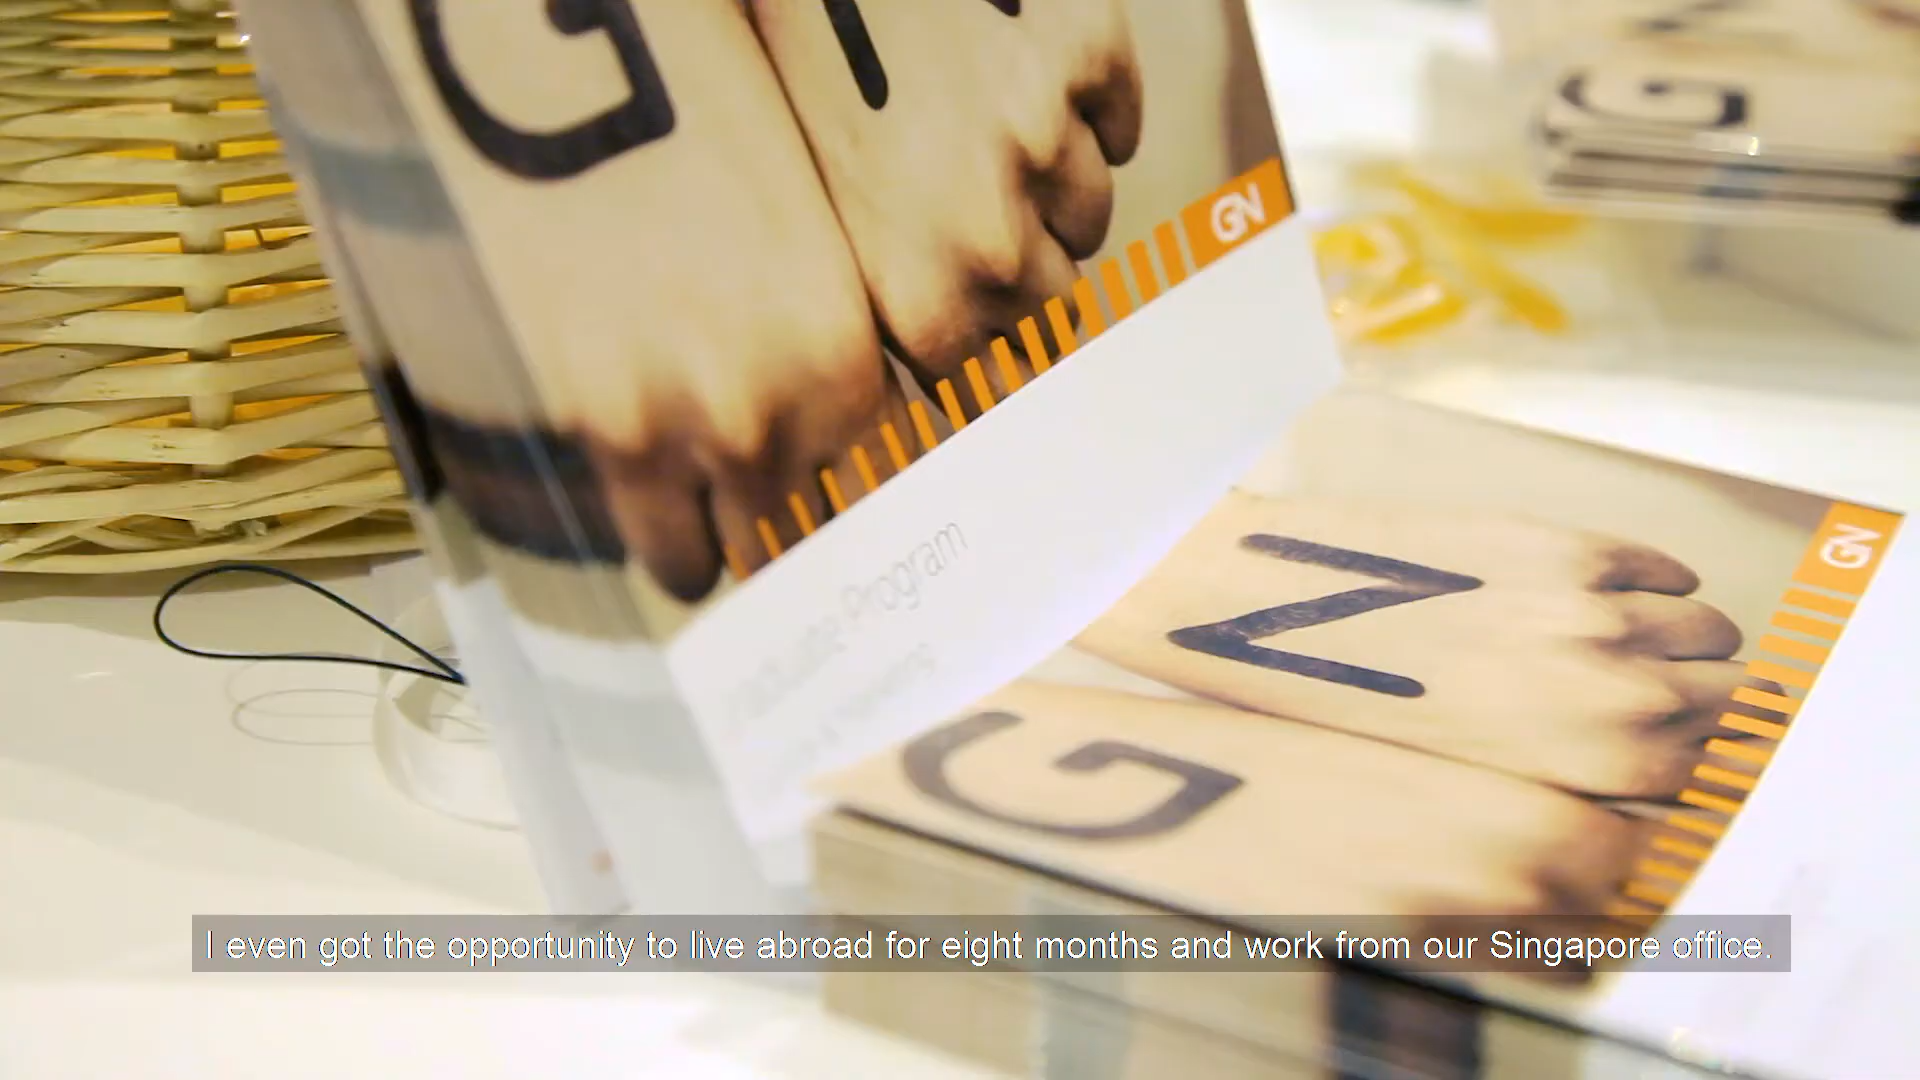 G N
GN
Graduate Program
N
GN
G
GN
G
I even got the opportunity to live abroad for eight months and work from our Singapore office.